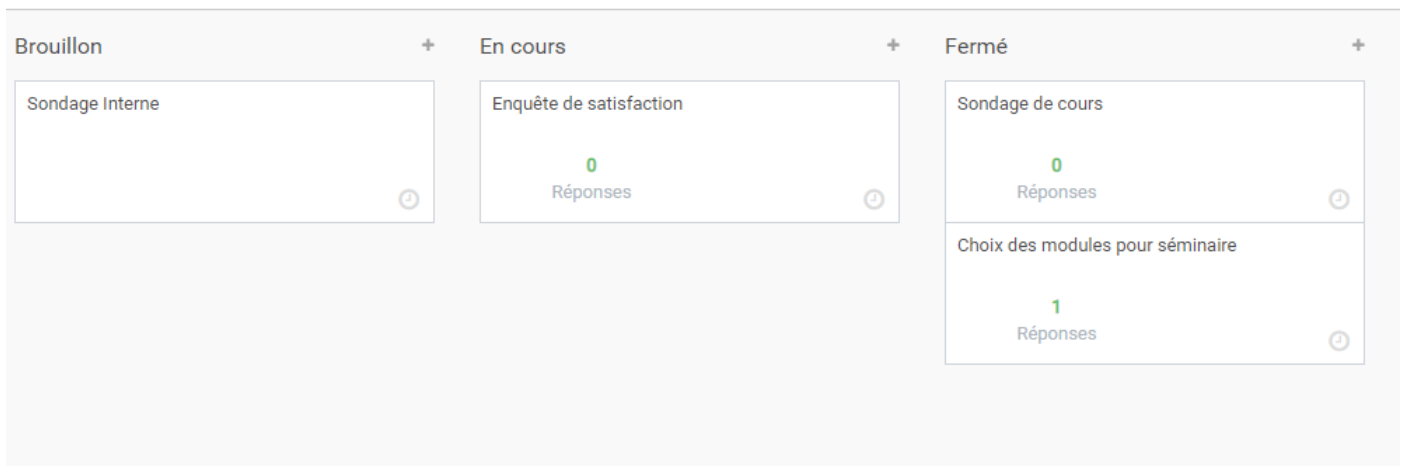 Brouillon +
En cours +
Fermé +
Sondage Interne
Enquête de satisfaction
0
Réponses
Sondage de cours
0
Réponses
Choix des modules pour séminaire
1
Réponses